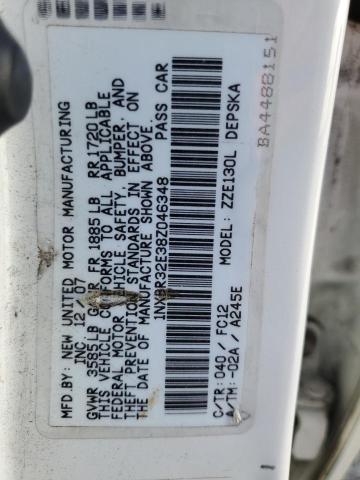 MFD.BY: NEW UNITED MOTOR MANUFACTURING
INC. 12/07
GVWR 3585LB GAWR FR 1885LB RR 1720LB
THIS VEHICLE CONFORMS TO ALL APPLICABLE
FEDERAL MOTOR VEHICLE SAFETY, BUMPER, AND
THEFT PREVENTION STANDARDS IN EFFECT ON
THE DATE OF MANUFACTURE SHOWN ABOVE.
1NXBR32E38Z046348 PASS CAR
C/TR: 040 / FC12 MODEL: ZZE130L DEPSKA
A/TM: -02A / A245E
BA4488151